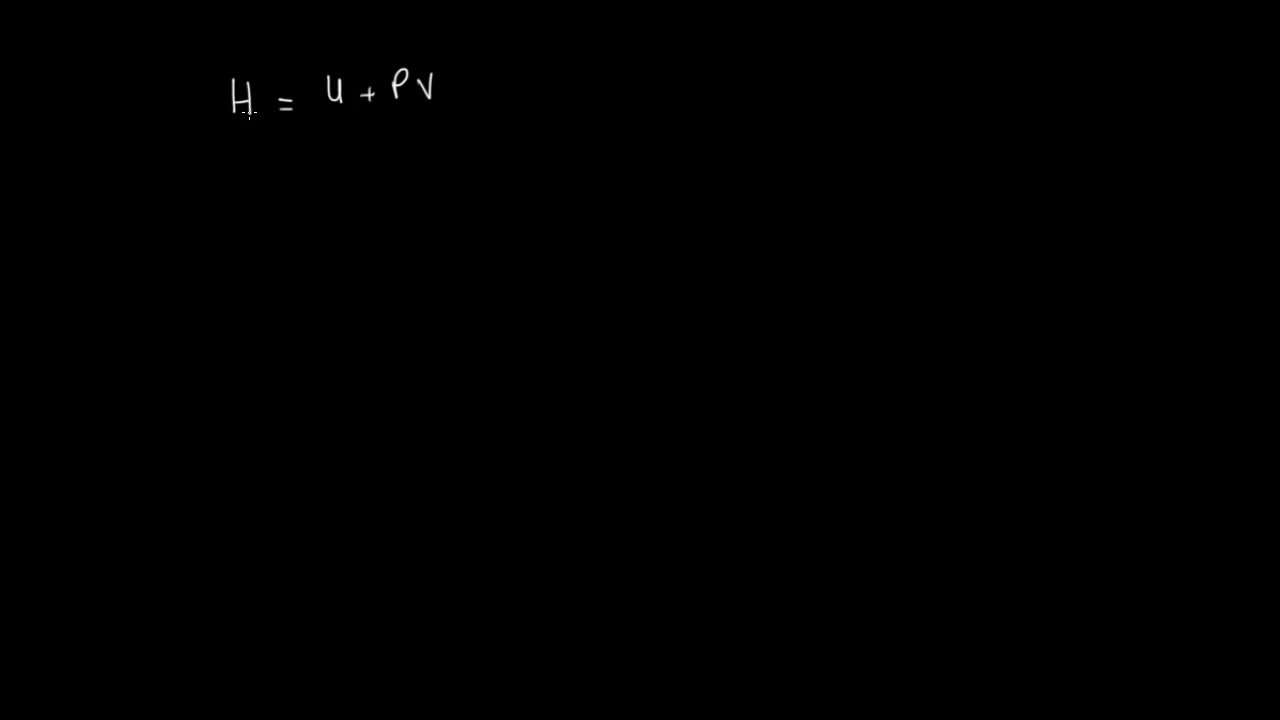 H = U + PV